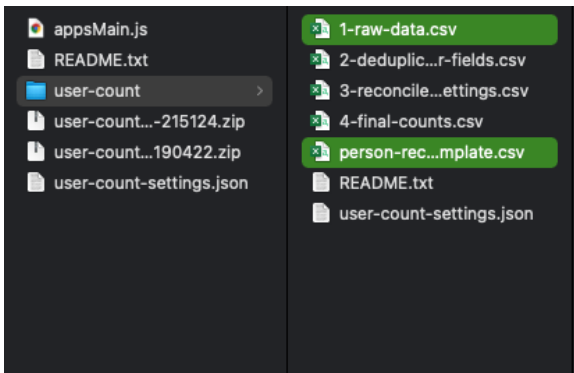 appsMain.js
README.txt
user-count
user-count...-215124.zip
user-count...190422.zip
user-count-settings.json
1-raw-data.csv
2-deduplic...r-fields.csv
3-reconcile...ettings.csv
4-final-counts.csv
person-rec...mplate.csv
README.txt
user-count-settings.json